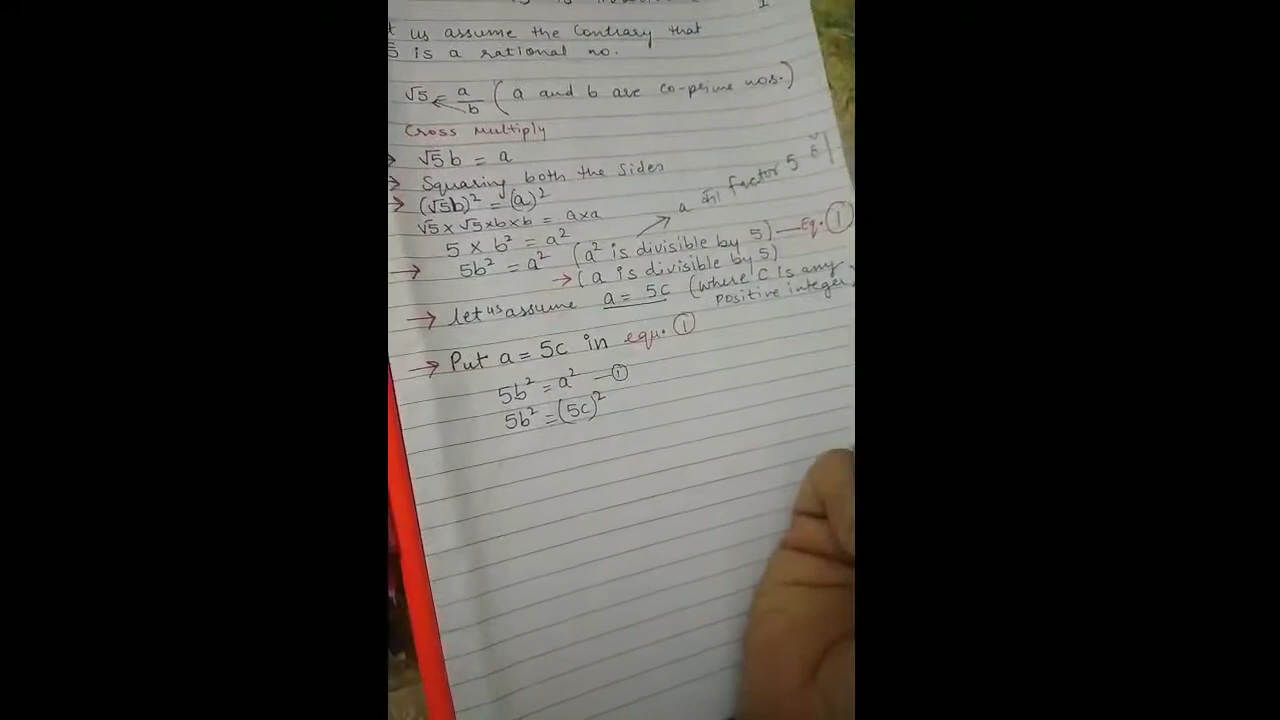 us assume the Contrary that
5 is a rational no.
√5 = a/b (a and b are co-prime nos.)
Cross Multiply
√5b = a
→ Squaring both the sides
→ (√5b)² = (a)²
√5×√5×b×b = a×a
5 × b² = a²
→ 5b² = a² (a² is divisible by 5) — Eq. ①
a का factor 5 है
→ (a is divisible by 5)
→ let us assume a = 5c (where c is any positive integer)
→ Put a = 5c in equ. ①
5b² = a² — ①
5b² = (5c)²